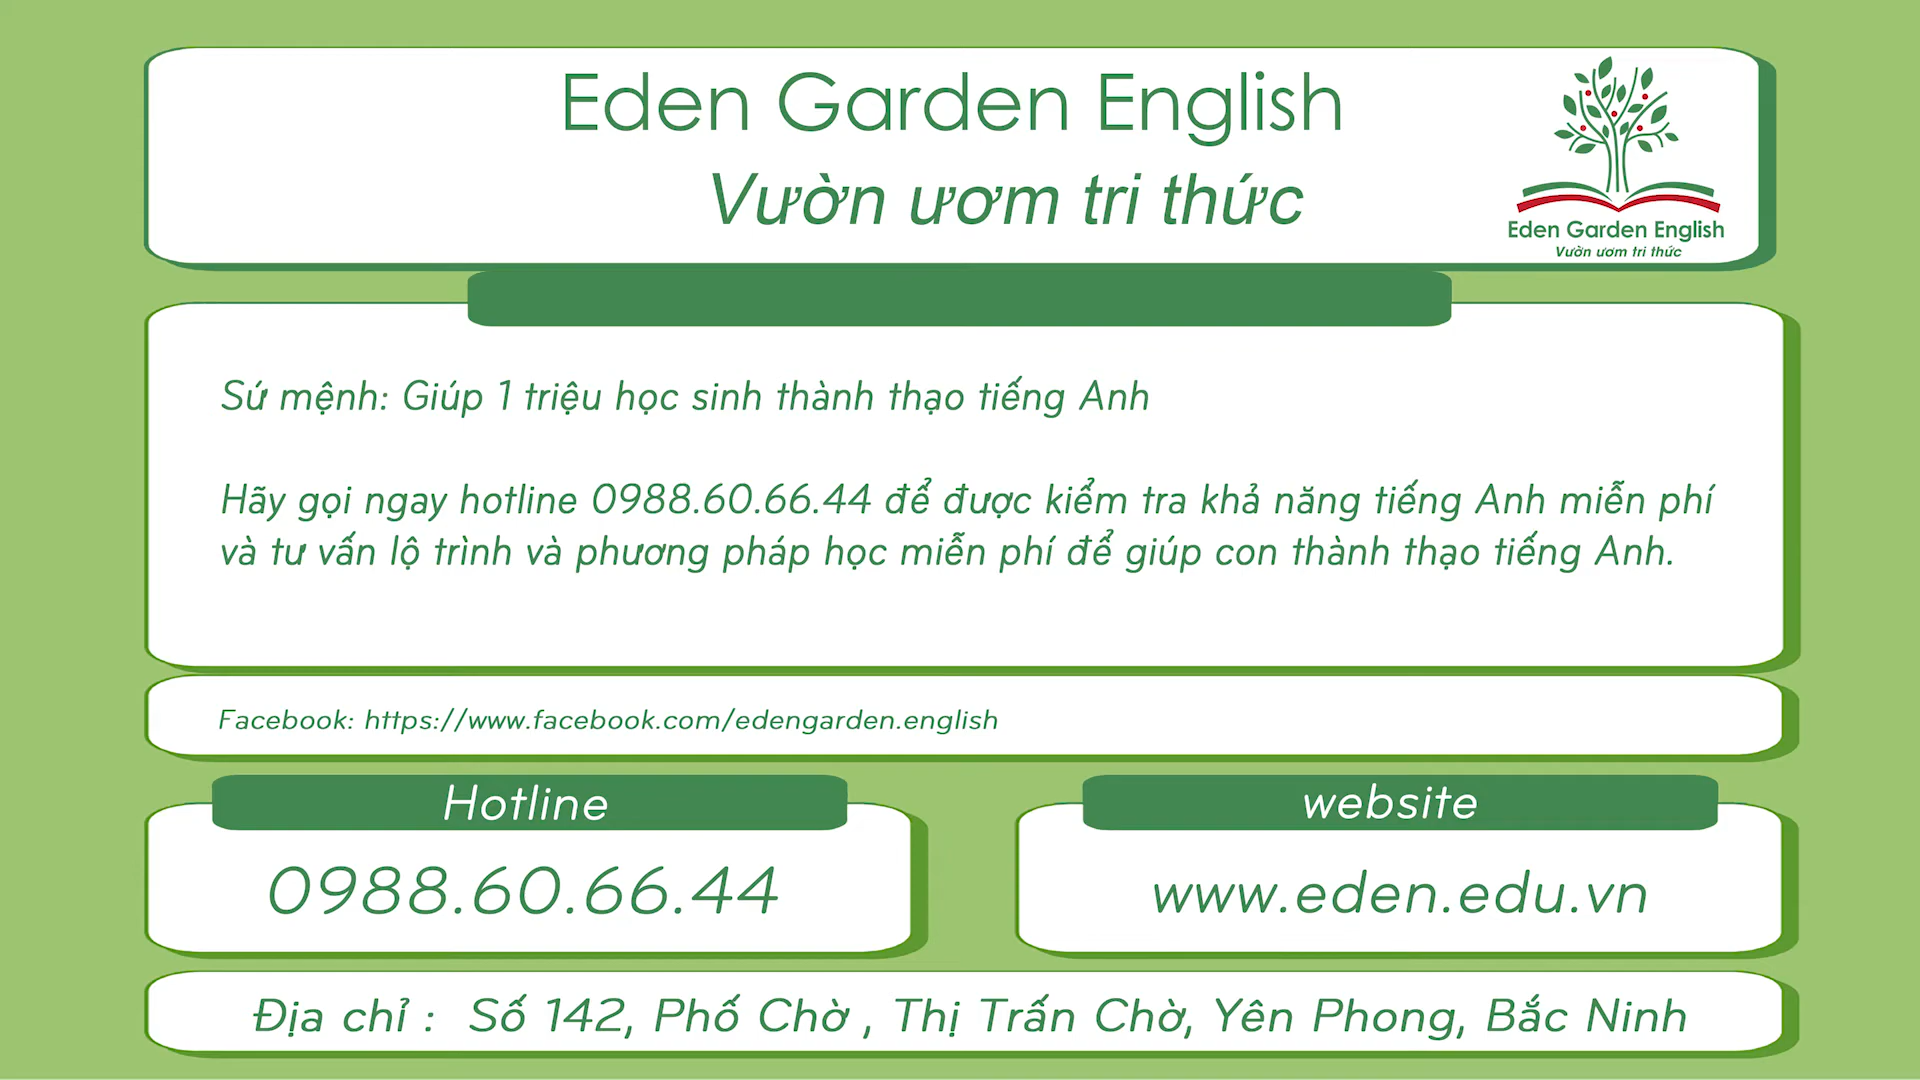 Eden Garden English
Vườn ươm tri thức
Eden Garden English
Vườn ươm tri thức
Sứ mệnh: Giúp 1 triệu học sinh thành thạo tiếng Anh
Hãy gọi ngay hotline 0988.60.66.44 để được kiểm tra khả năng tiếng Anh miễn phí
và tư vấn lộ trình và phương pháp học miễn phí để giúp con thành thạo tiếng Anh.
Facebook: https://www.facebook.com/edengarden.english
Hotline
0988.60.66.44
website
www.eden.edu.vn
Địa chỉ : Số 142, Phố Chờ , Thị Trấn Chờ, Yên Phong, Bắc Ninh